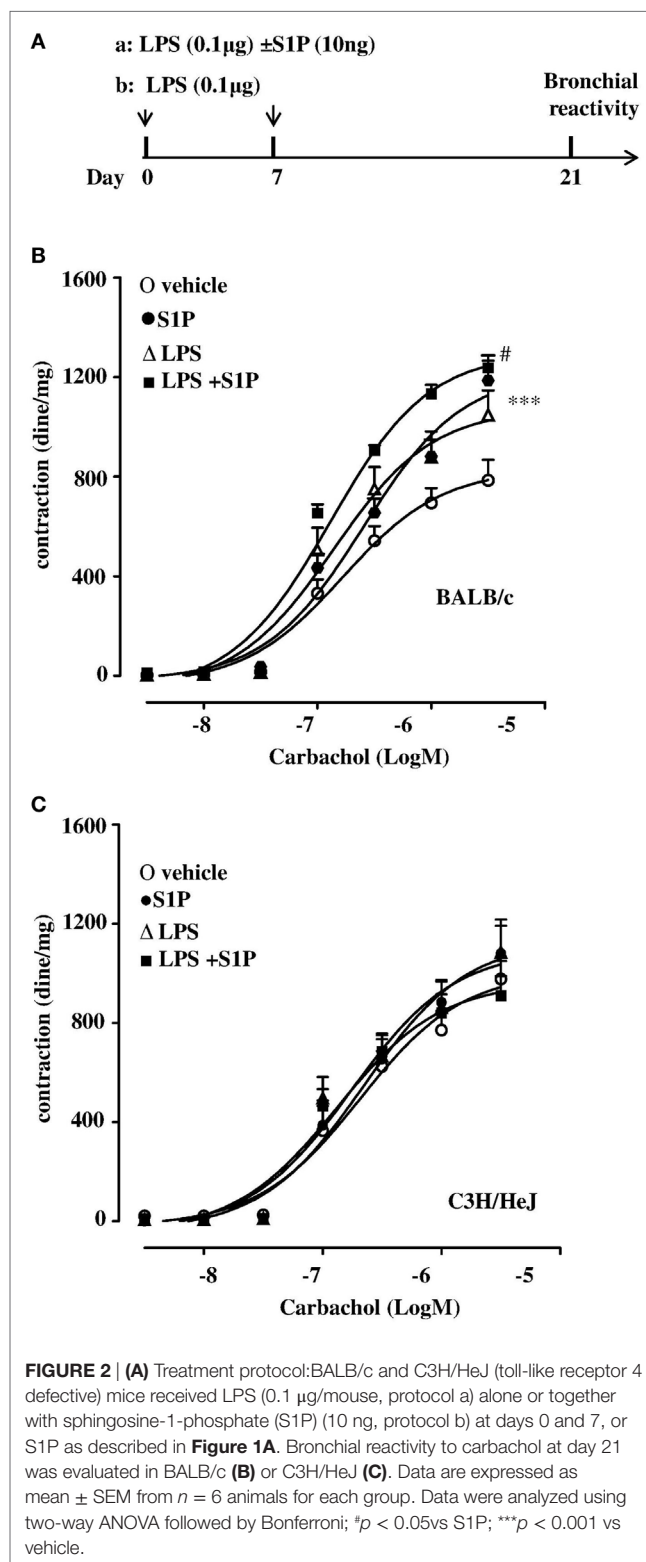 A
a: LPS (0.1µg) ±S1P (10ng)
b: LPS (0.1µg)
Bronchial
reactivity
Day 0 7 21
B
1600
1200
800
400
0
contraction (dine/mg)
O vehicle
●S1P
Δ LPS
■ LPS +S1P
#
***
BALB/c
-8 -7 -6 -5
Carbachol (LogM)
C
1600
1200
800
400
0
contraction (dine/mg)
O vehicle
●S1P
Δ LPS
■ LPS +S1P
C3H/HeJ
-8 -7 -6 -5
Carbachol (LogM)
FIGURE 2 | (A) Treatment protocol:BALB/c and C3H/HeJ (toll-like receptor 4
defective) mice received LPS (0.1 μg/mouse, protocol a) alone or together
with sphingosine-1-phosphate (S1P) (10 ng, protocol b) at days 0 and 7, or
S1P as described in Figure 1A. Bronchial reactivity to carbachol at day 21
was evaluated in BALB/c (B) or C3H/HeJ (C). Data are expressed as
mean ± SEM from n = 6 animals for each group. Data were analyzed using
two-way ANOVA followed by Bonferroni; #p < 0.05vs S1P; ***p < 0.001 vs
vehicle.